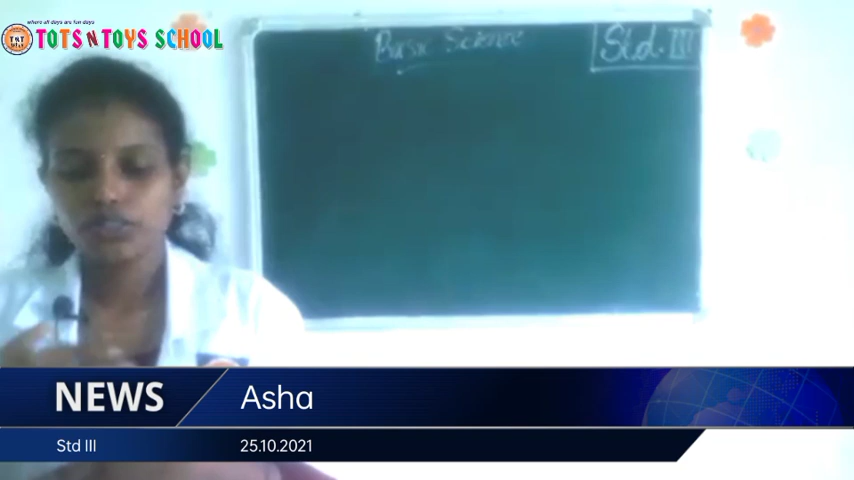 where all days are fun days
TOTS N TOYS SCHOOL
TNT
Basic Science
Std. III
NEWS
Asha
Std III
25.10.2021